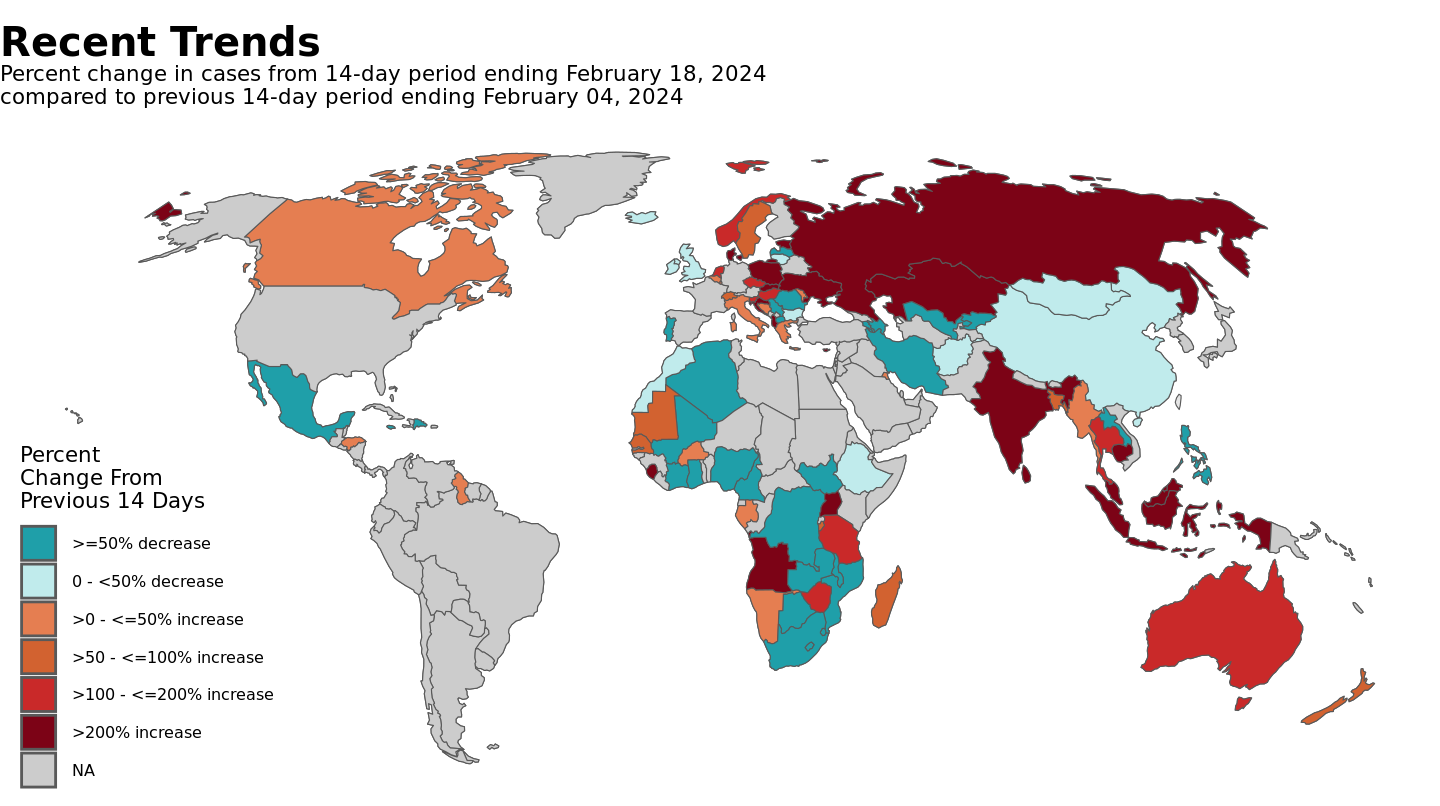 Recent Trends
Percent change in cases from 14-day period ending February 18, 2024
compared to previous 14-day period ending February 04, 2024
Percent
Change From
Previous 14 Days
>=50% decrease
0 - <50% decrease
>0 - <=50% increase
>50 - <=100% increase
>100 - <=200% increase
>200% increase
NA